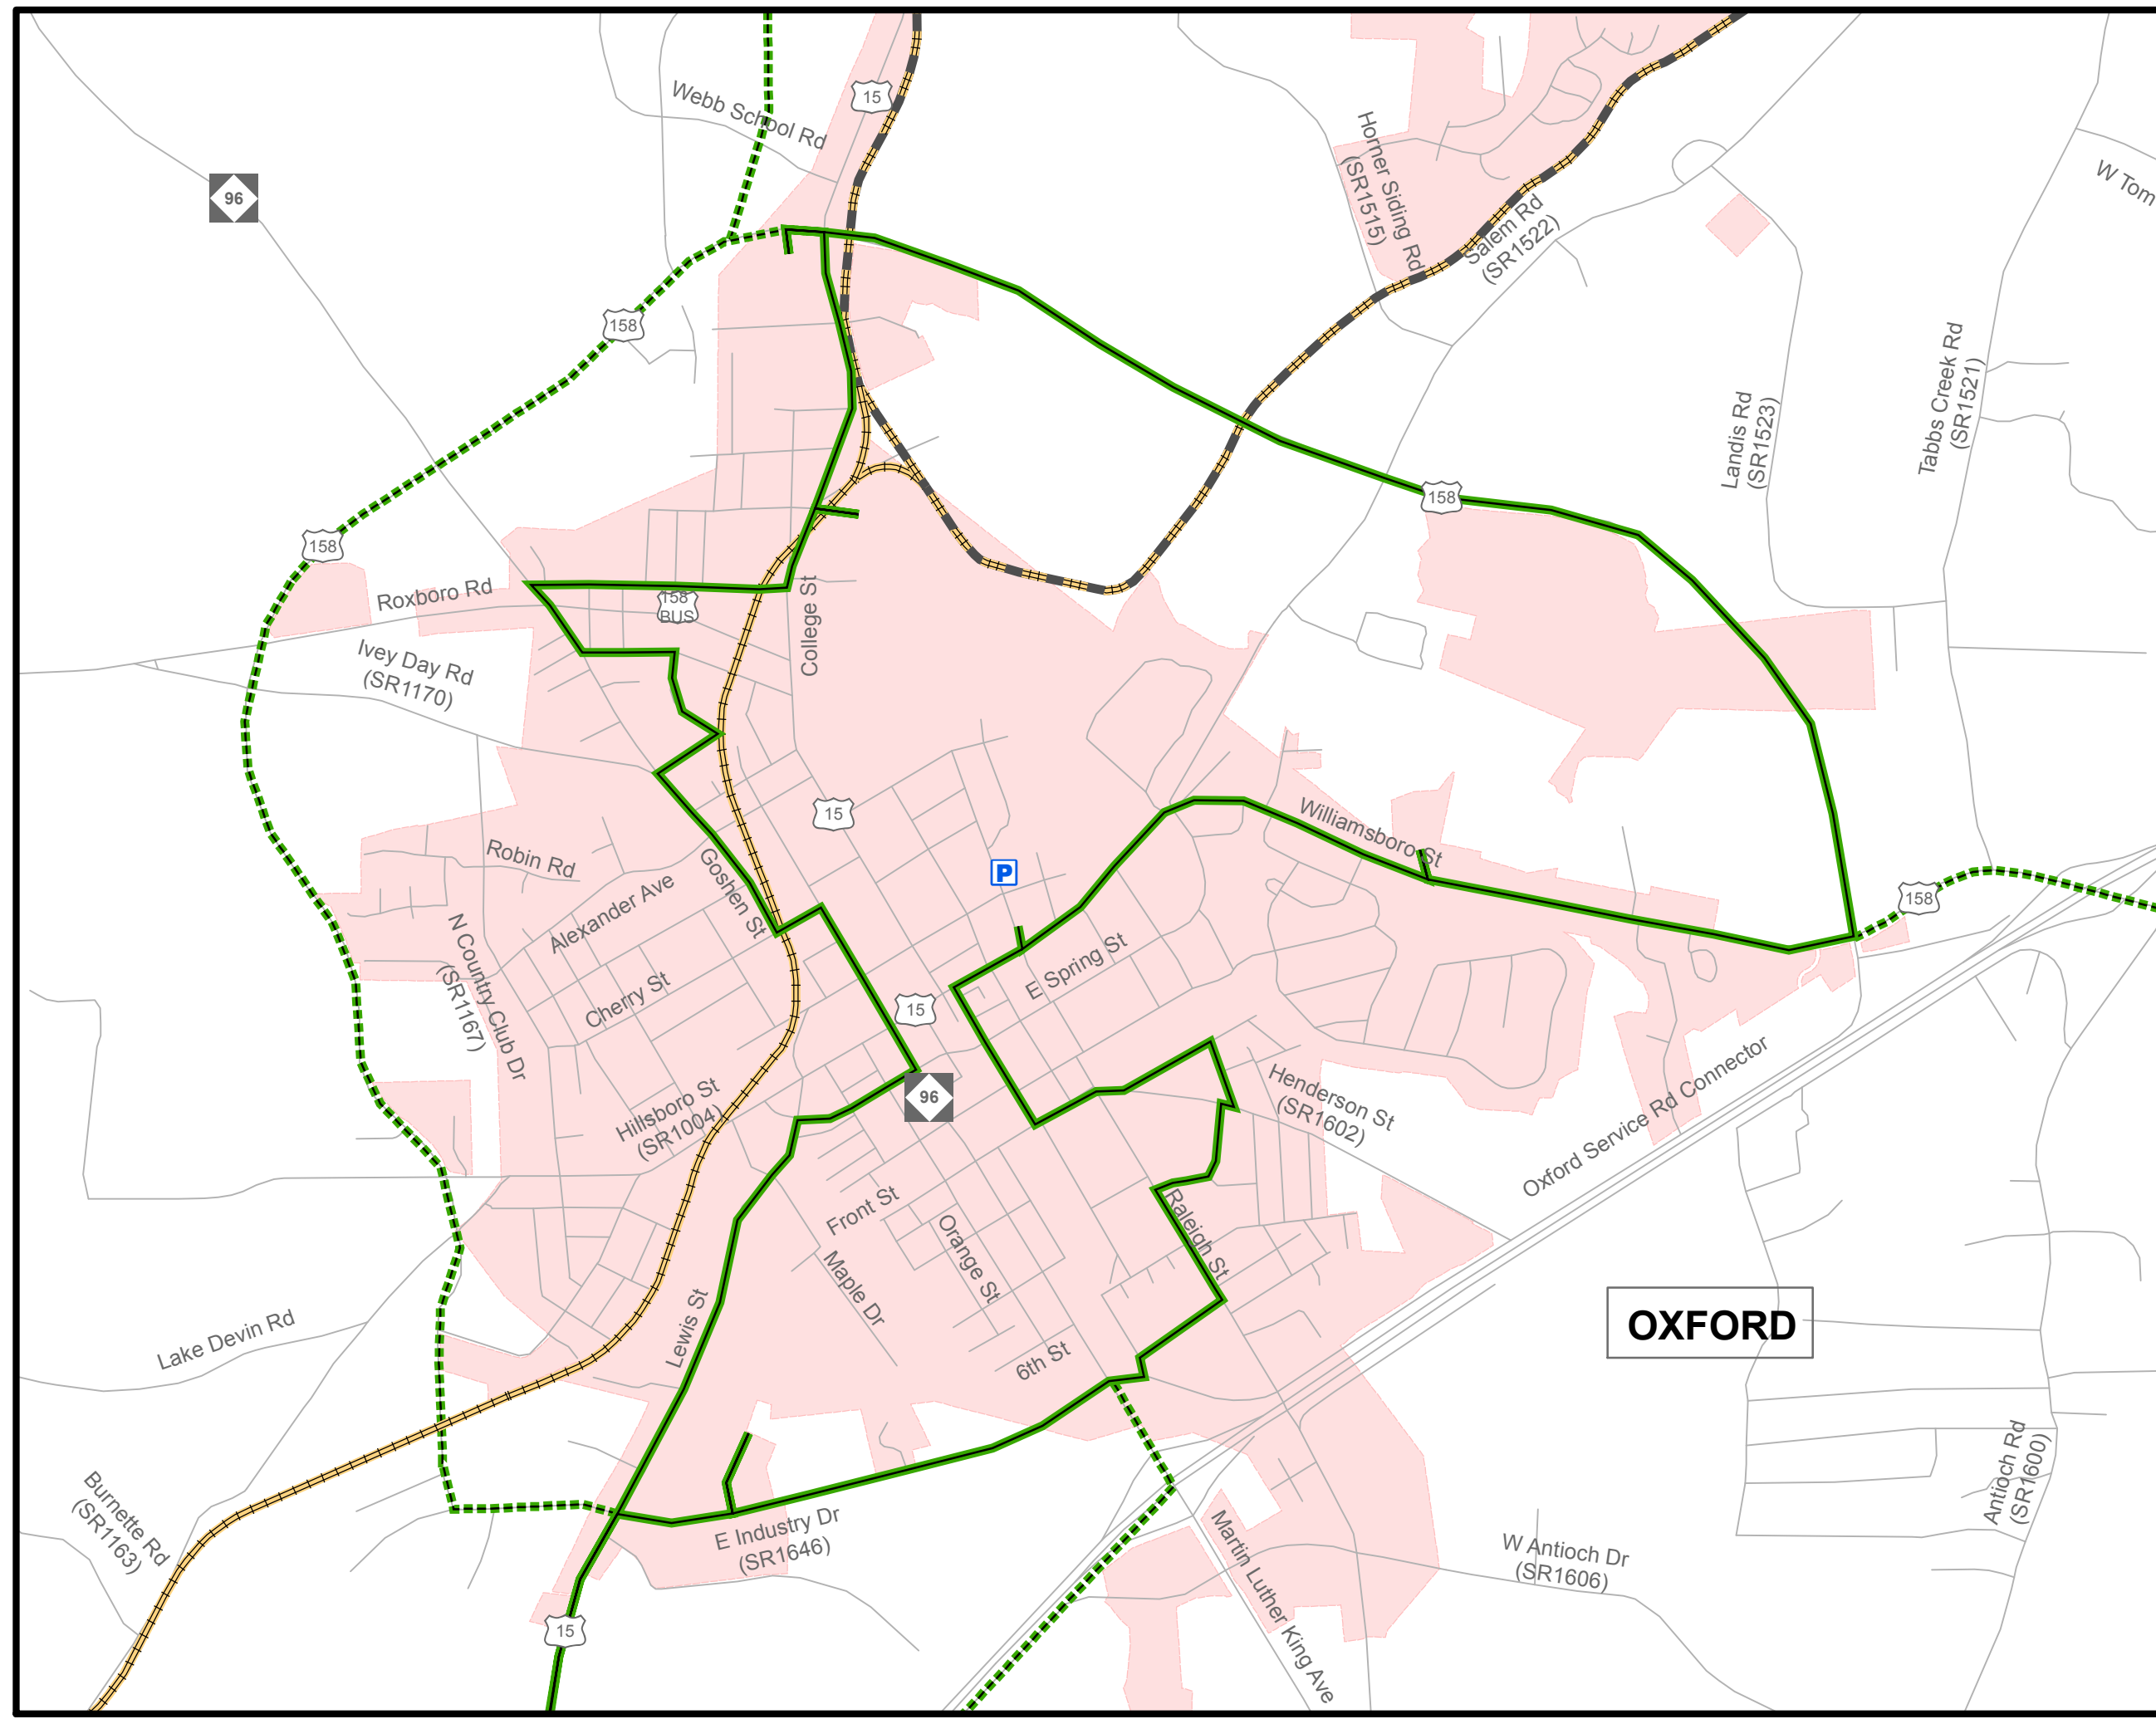 15
Webb School Rd
Horner Siding Rd
(SR1515)
W Tom
96
Salem Rd
(SR1522)
158
Tabbs Creek Rd
(SR1521)
Landis Rd
(SR1523)
158
158
Roxboro Rd
158
BUS
College St
Ivey Day Rd
(SR1170)
15
Williamsboro St
Robin Rd
Goshen St
P
158
Alexander Ave
N Country Club Dr
(SR1167)
E Spring St
Cherry St
15
Hillsboro St
(SR1004)
96
Henderson St
(SR1602)
Oxford Service Rd Connector
Front St
Raleigh St
Orange St
Maple Dr
Lewis St
OXFORD
Lake Devin Rd
6th St
Burnette Rd
(SR1163)
Antioch Rd
(SR1600)
E Industry Dr
(SR1646)
W Antioch Dr
(SR1606)
Martin Luther King Ave
15